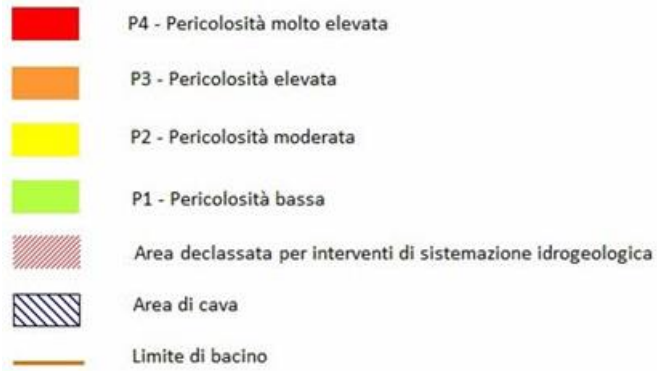 P4 - Pericolosità molto elevata
P3 - Pericolosità elevata
P2 - Pericolosità moderata
P1 - Pericolosità bassa
Area declassata per interventi di sistemazione idrogeologica
Area di cava
Limite di bacino